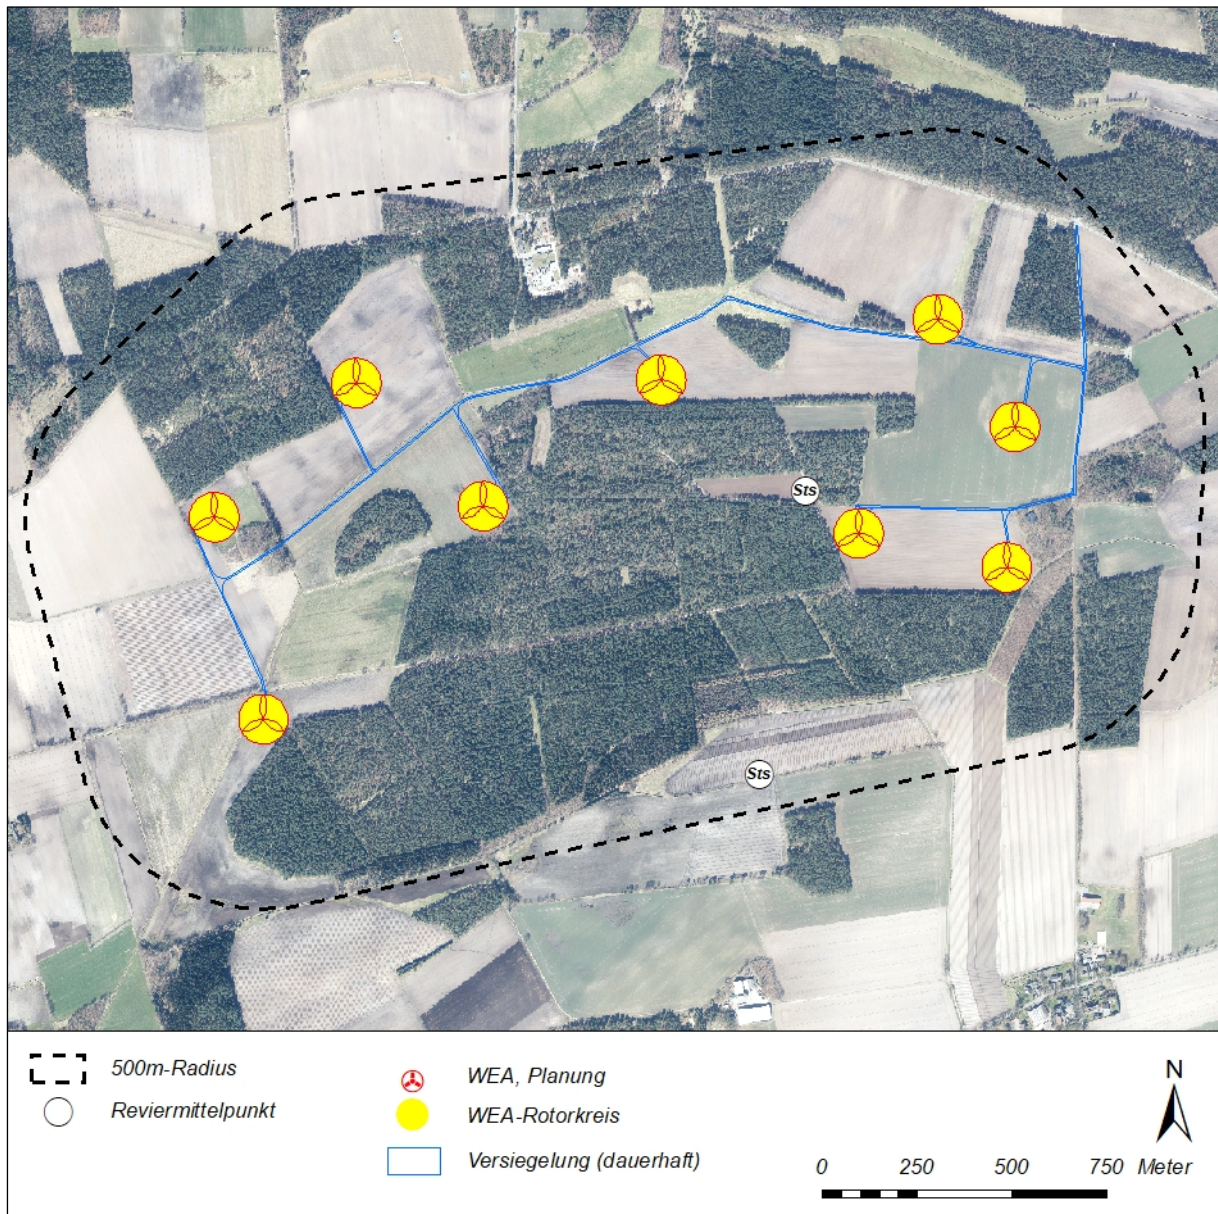 Sts
Sts
500m-Radius
Reviermittelpunkt
WEA, Planung
WEA-Rotorkreis
Versiegelung (dauerhaft)
N
0 250 500 750 Meter